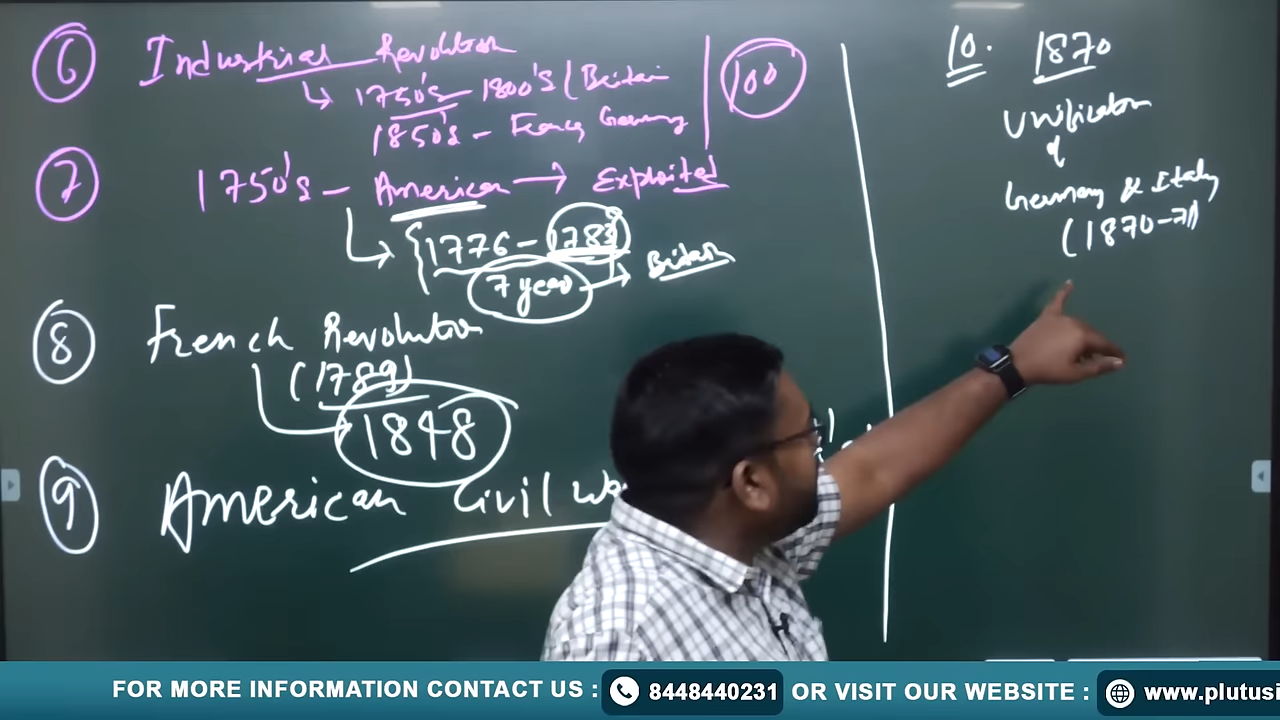 6 Industrial Revolution
↳ 1750's - 1800's (Britain
1850's - French, Germany
100
7 1750's - American → Exploited
{1776 - 1783
7 year → Britain
8 French Revolution
(1789)
1848
9 American Civil
10. 1870
Unification
of
Germany & Italy
(1870-71)
FOR MORE INFORMATION CONTACT US : 8448440231 OR VISIT OUR WEBSITE : www.plutusi